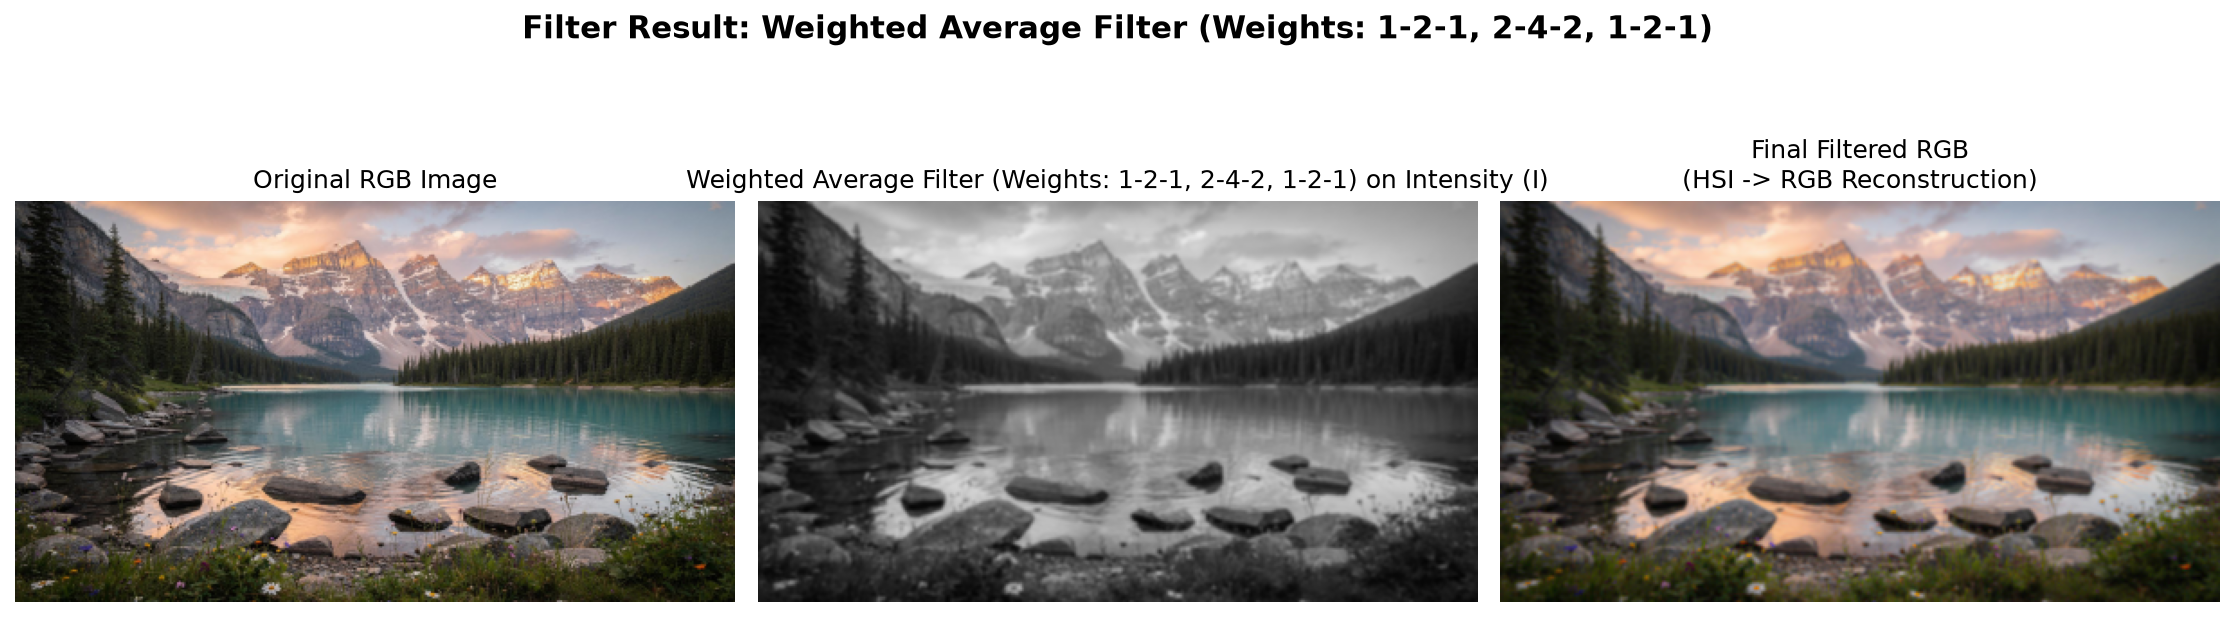 Filter Result: Weighted Average Filter (Weights: 1-2-1, 2-4-2, 1-2-1)
Original RGB Image
Weighted Average Filter (Weights: 1-2-1, 2-4-2, 1-2-1) on Intensity (I)
Final Filtered RGB
(HSI -> RGB Reconstruction)